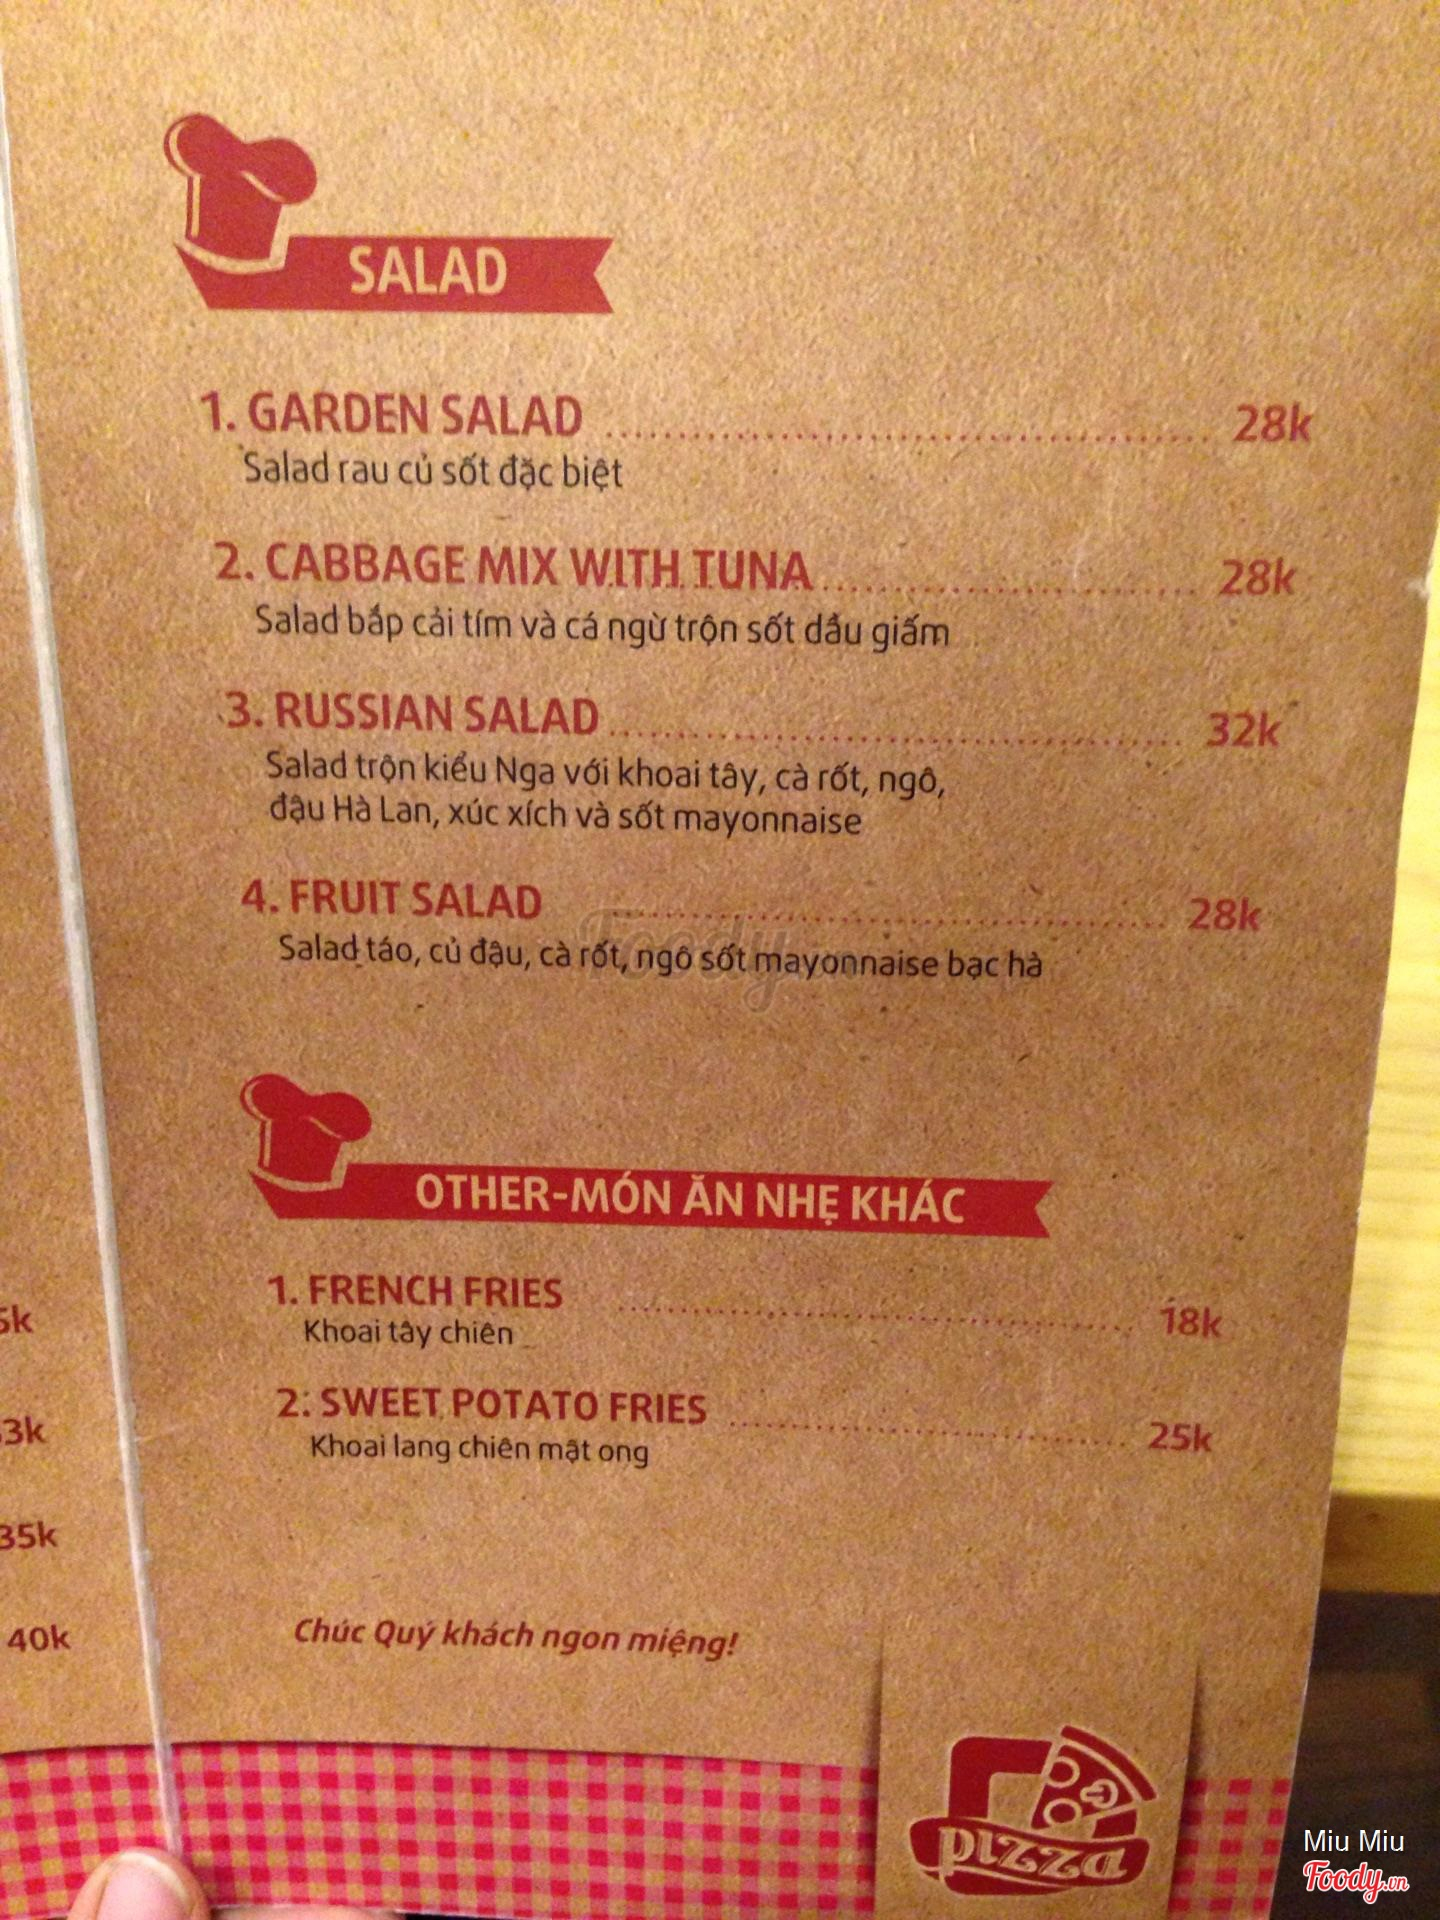 SALAD
1. GARDEN SALAD ........ 28k
Salad rau củ sốt đặc biệt
2. CABBAGE MIX WITH TUNA ........ 28k
Salad bắp cải tím và cá ngừ trộn sốt dầu giấm
3. RUSSIAN SALAD ........ 32k
Salad trộn kiểu Nga với khoai tây, cà rốt, ngô,
đậu Hà Lan, xúc xích và sốt mayonnaise
4. FRUIT SALAD ........ 28k
Salad táo, củ đậu, cà rốt, ngô sốt mayonnaise bạc hà
Foody
OTHER-MÓN ĂN NHẸ KHÁC
1. FRENCH FRIES ........ 18k
Khoai tây chiên
2. SWEET POTATO FRIES ........ 25k
Khoai lang chiên mật ong
35k
40k
Chúc Quý khách ngon miệng!
pizza
Miu Miu
Foody.vn